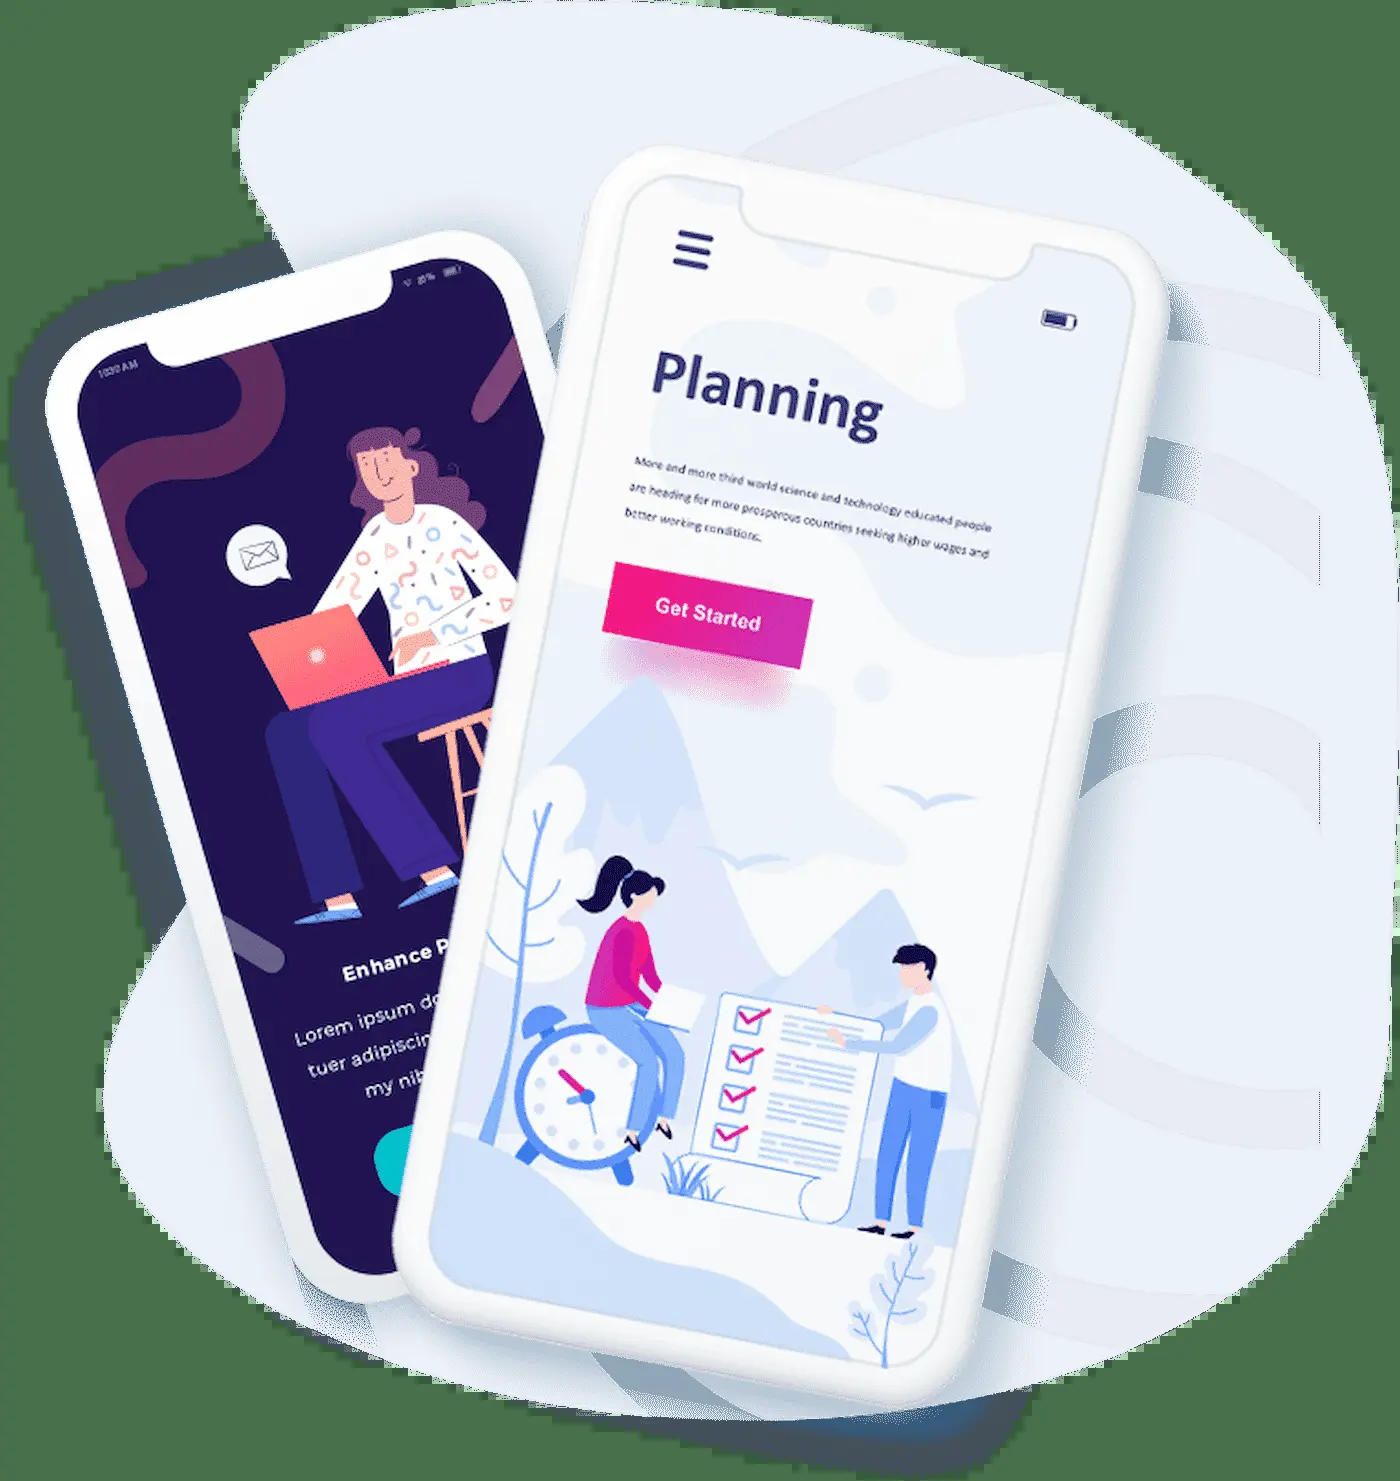 10:30 AM
Enhance P
Lorem ipsum do
tuer adipiscin
my nib
Planning
More and more third world science and technology educated people
are heading for more prosperous countries seeking higher wages and
better working conditions.
Get Started